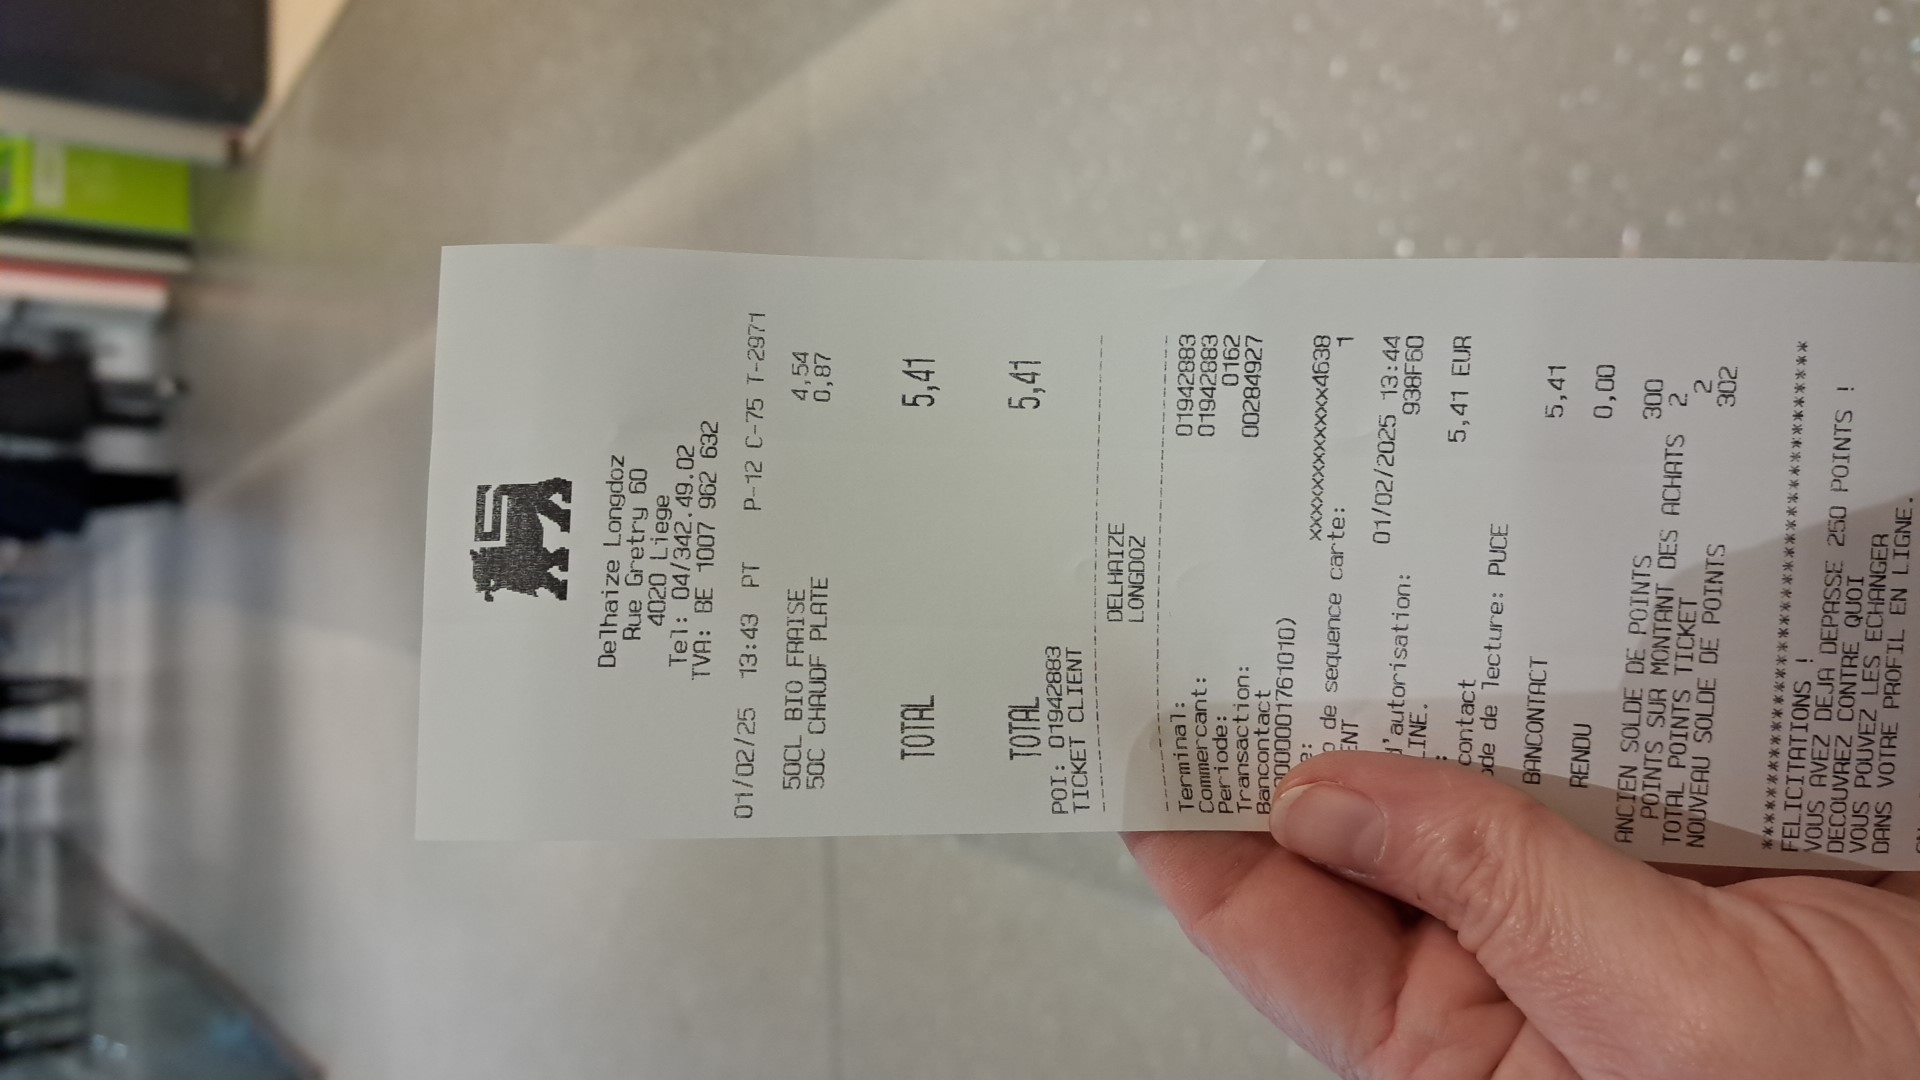 Delhaize Longdoz
Rue Gretry 60
4020 Liege
Tel: 04/342.49.02
TVA: BE 1007 962 632
01/02/25 13:43 PT P-12 C-75 T-2971
50CL BIO FRAISE 4,54
50C CHAUDF PLATE 0,87
TOTAL 5,41
TOTAL 5,41
POI: 01942883
TICKET CLIENT
DELHAIZE
LONGDOZ
Terminal: 01942883
Commercant: 01942883
Periode: 0162
Transaction: 00284927
Bancontact
xxxxxxxxxxxxx4638
de sequence carte: 1
01/02/2025 13:44
d'autorisation: 938F60
5,41 EUR
contact
de lecture: PUCE
BANCONTACT 5,41
RENDU 0,00
ANCIEN SOLDE DE POINTS 300
POINTS SUR MONTANT DES ACHATS 2
TOTAL POINTS TICKET 2
NOUVEAU SOLDE DE POINTS 302
****************************************
FELICITATIONS !
VOUS AVEZ DEJA DEPASSE 250 POINTS !
DECOUVREZ CONTRE QUOI
VOUS POUVEZ LES ECHANGER
DANS VOTRE PROFIL EN LIGNE.